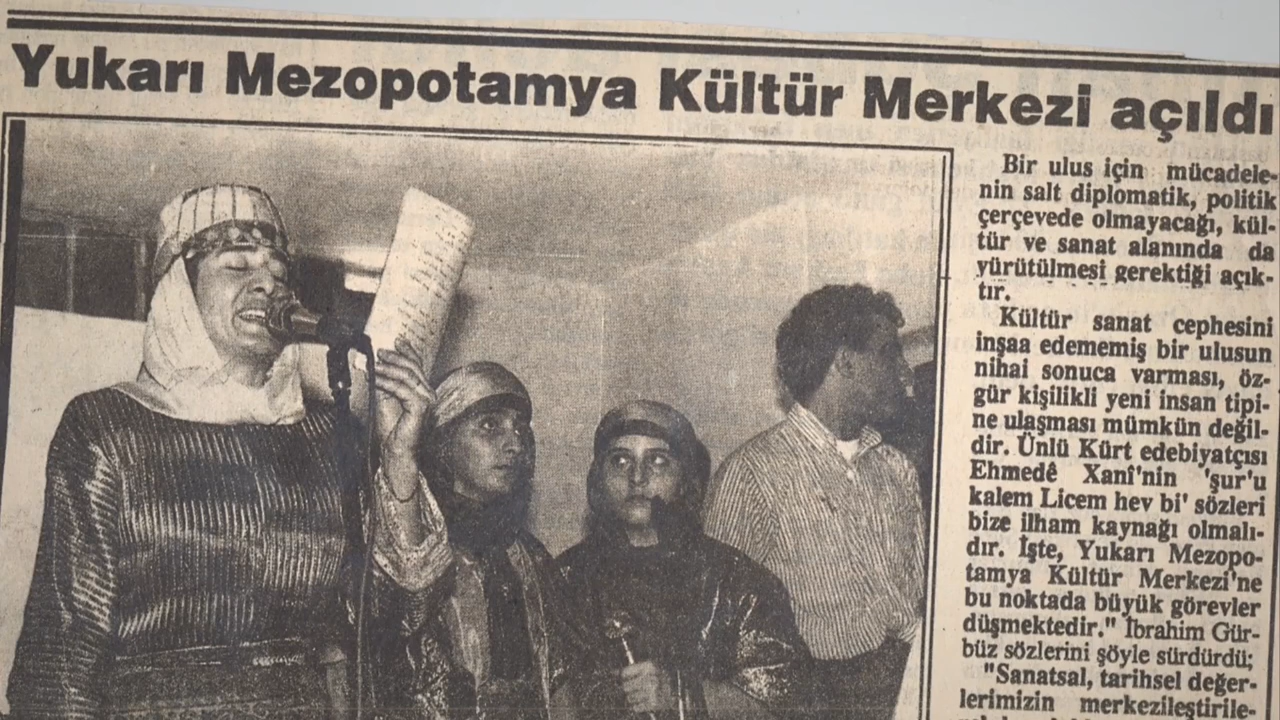 Yukarı Mezopotamya Kültür Merkezi açıldı
Bir ulus için mücadele-
nin salt diplomatik, politik
çerçevede olmayacağı, kül-
tür ve sanat alanında da
yürütülmesi gerektiği açık-
tır.
Kültür sanat cephesini
inşaa edememiş bir ulusun
nihai sonuca varması, öz-
gür kişilikli yeni insan tipi-
ne ulaşması mümkün değil-
dir. Ünlü Kürt edebiyatçısı
Ehmedê Xanî'nin 'şur'u
kalem Licem hev bi' sözleri
bize ilham kaynağı olmalı-
dır. İşte, Yukarı Mezopo-
tamya Kültür Merkezi'ne
bu noktada büyük görevler
düşmektedir." İbrahim Gür-
büz sözlerini şöyle sürdürdü;
"Sanatsal, tarihsel değer-
lerimizin merkezileştirile-